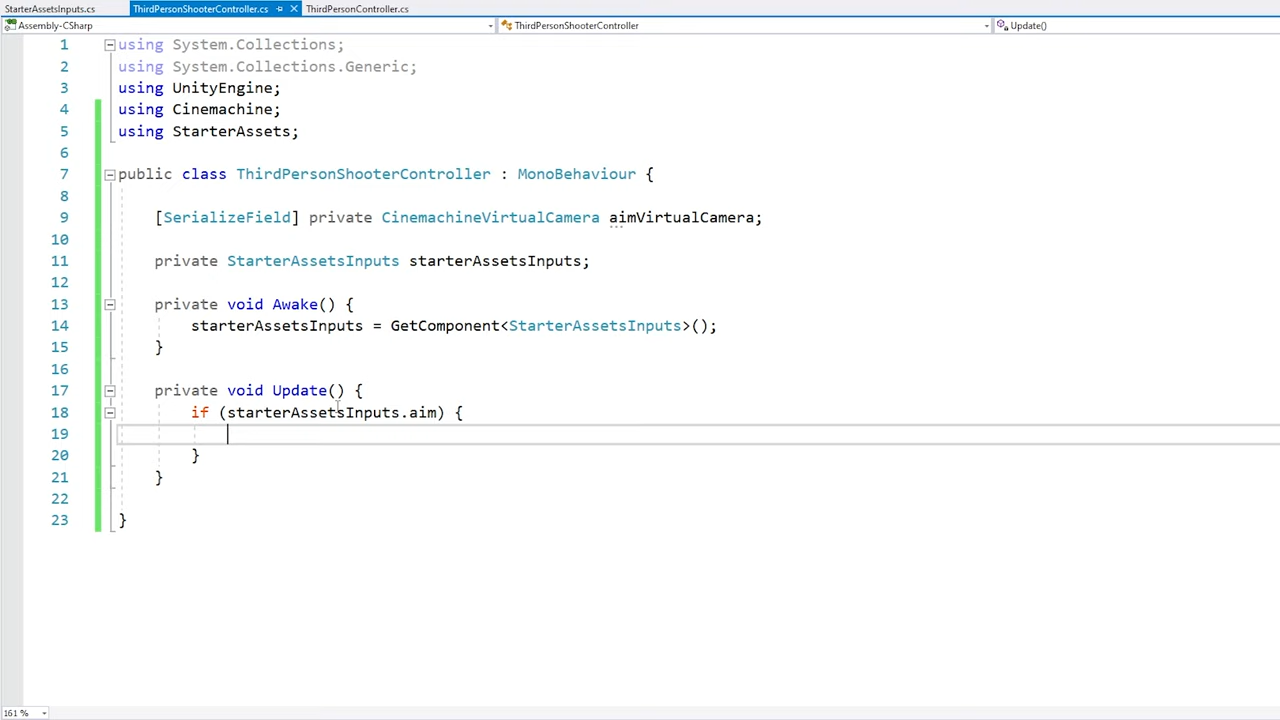 StarterAssetsInputs.cs ThirdPersonShooterController.cs ThirdPersonController.cs
Assembly-CSharp ThirdPersonShooterController Update()
1 using System.Collections;
2 using System.Collections.Generic;
3 using UnityEngine;
4 using Cinemachine;
5 using StarterAssets;
6
7 public class ThirdPersonShooterController : MonoBehaviour {
8
9 [SerializeField] private CinemachineVirtualCamera aimVirtualCamera;
10
11 private StarterAssetsInputs starterAssetsInputs;
12
13 private void Awake() {
14 starterAssetsInputs = GetComponent<StarterAssetsInputs>();
15 }
16
17 private void Update() {
18 if (starterAssetsInputs.aim) {
19
20 }
21 }
22
23 }
161 %